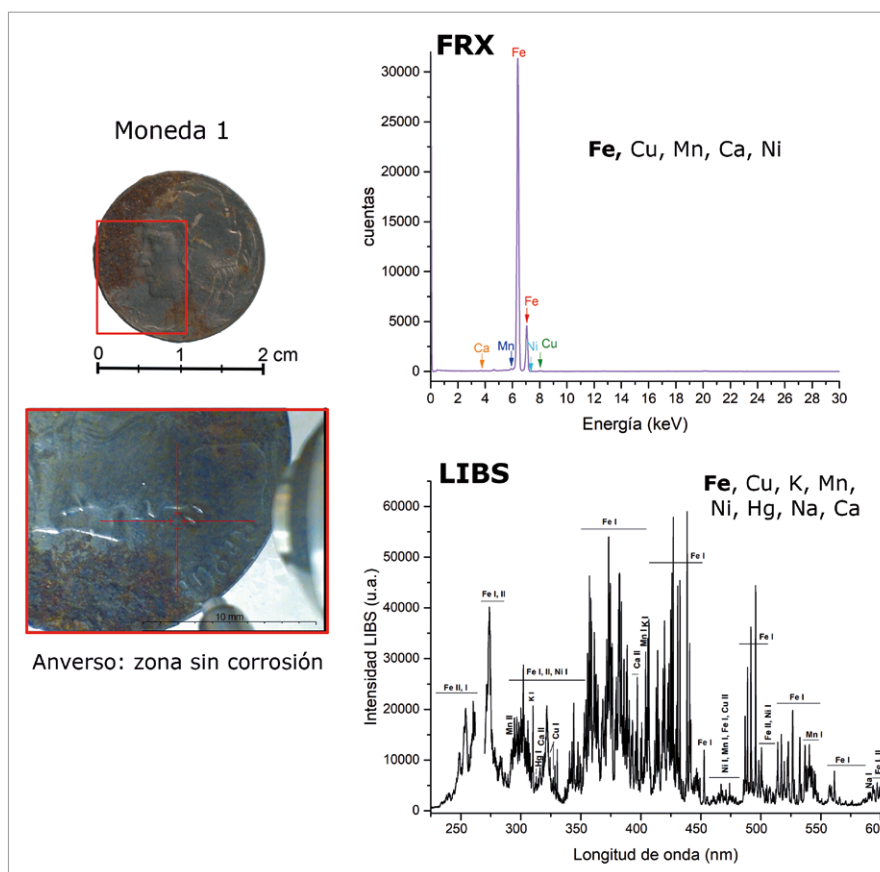 Moneda 1
0 1 2 cm
10 mm
Anverso: zona sin corrosión
FRX
Fe
Fe, Cu, Mn, Ca, Ni
Fe
Ca
Mn
Ni
Cu
cuentas
30000
25000
20000
15000
10000
5000
0
0 2 4 6 8 10 12 14 16 18 20 22 24 26 28 30
Energía (keV)
LIBS
Fe, Cu, K, Mn,
Ni, Hg, Na, Ca
Intensidad LIBS (u.a.)
60000
50000
40000
30000
20000
10000
0
Fe II, I
Fe I, II
Mn II
Fe I, II, Ni I
K I
Hg I
Ca II
Cu I
Fe I
Ca II
Mn I
K I
Fe I
Fe I
Ni I, Mn I, Fe I, Cu II
Fe I
Fe II, Ni I
Fe I
Mn I
Fe I
Na I
Fe I, II
250 300 350 400 450 500 550 600
Longitud de onda (nm)